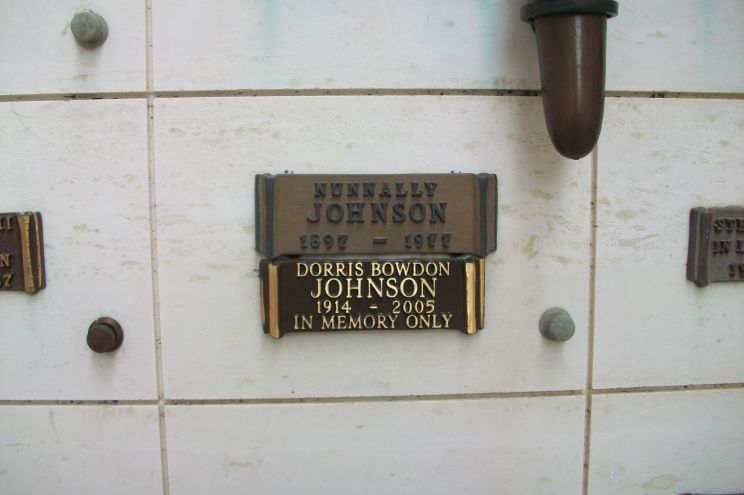 NUNNALLY
JOHNSON
1897 – 1977
DORRIS BOWDON
JOHNSON
1914 - 2005
IN MEMORY ONLY